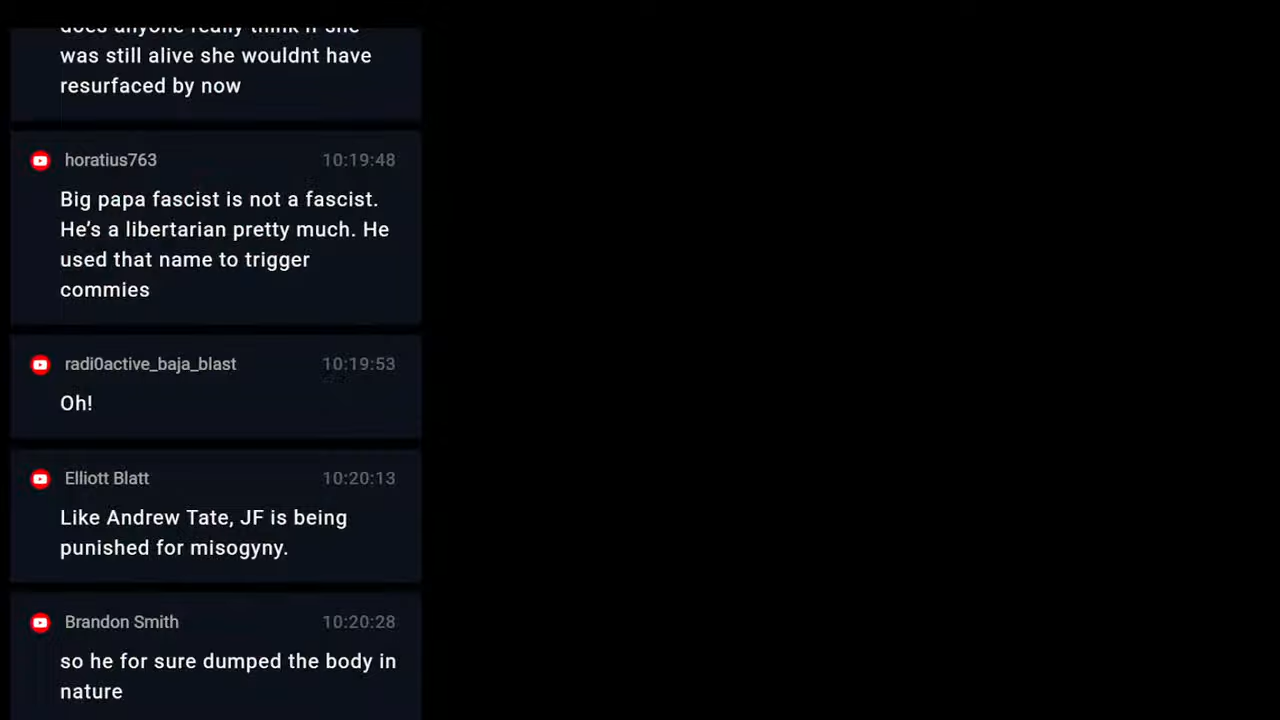 does anyone really think if she
was still alive she wouldnt have
resurfaced by now
horatius763 10:19:48
Big papa fascist is not a fascist.
He’s a libertarian pretty much. He
used that name to trigger
commies
radi0active_baja_blast 10:19:53
Oh!
Elliott Blatt 10:20:13
Like Andrew Tate, JF is being
punished for misogyny.
Brandon Smith 10:20:28
so he for sure dumped the body in
nature